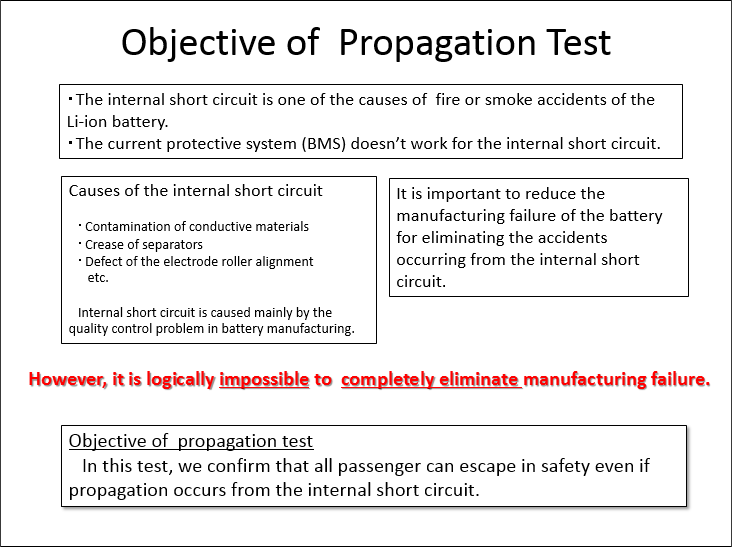 Objective of  Propagation Test
・The internal short circuit is one of the causes of  fire or smoke accidents of the
Li-ion battery.
・The current protective system (BMS) doesn’t work for the internal short circuit.
Causes of the internal short circuit
・Contamination of conductive materials
・Crease of separators
・Defect of the electrode roller alignment
etc.
Internal short circuit is caused mainly by the
quality control problem in battery manufacturing.
It is important to reduce the
manufacturing failure of the battery
for eliminating the accidents
occurring from the internal short
circuit.
However, it is logically impossible to  completely eliminate manufacturing failure.
Objective of  propagation test
In this test, we confirm that all passenger can escape in safety even if
propagation occurs from the internal short circuit.